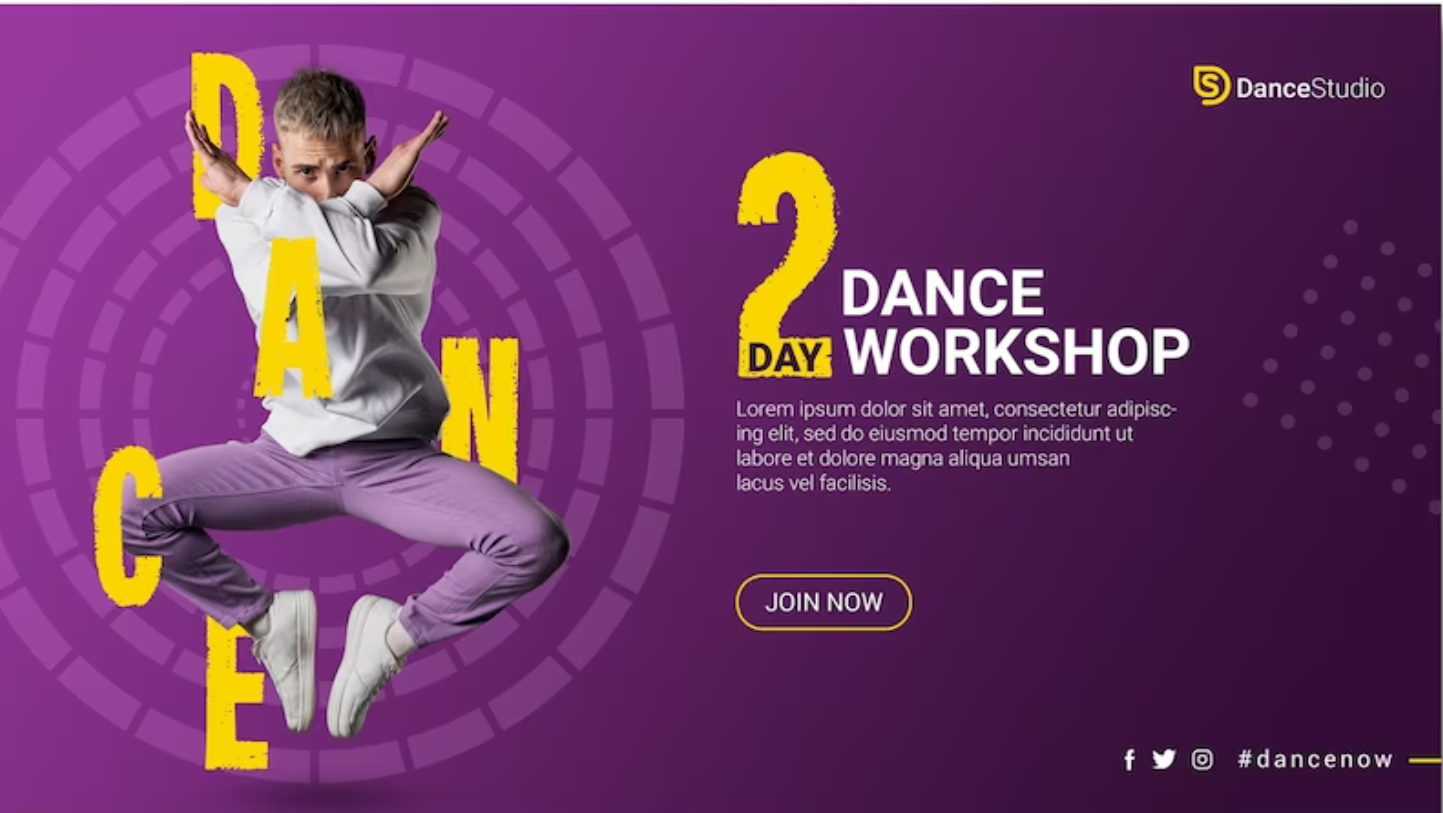 DANCE
DanceStudio
2
DAY
DANCE
WORKSHOP
Lorem ipsum dolor sit amet, consectetur adipisc-
ing elit, sed do eiusmod tempor incididunt ut
labore et dolore magna aliqua umsan
lacus vel facilisis.
JOIN NOW
#dancenow